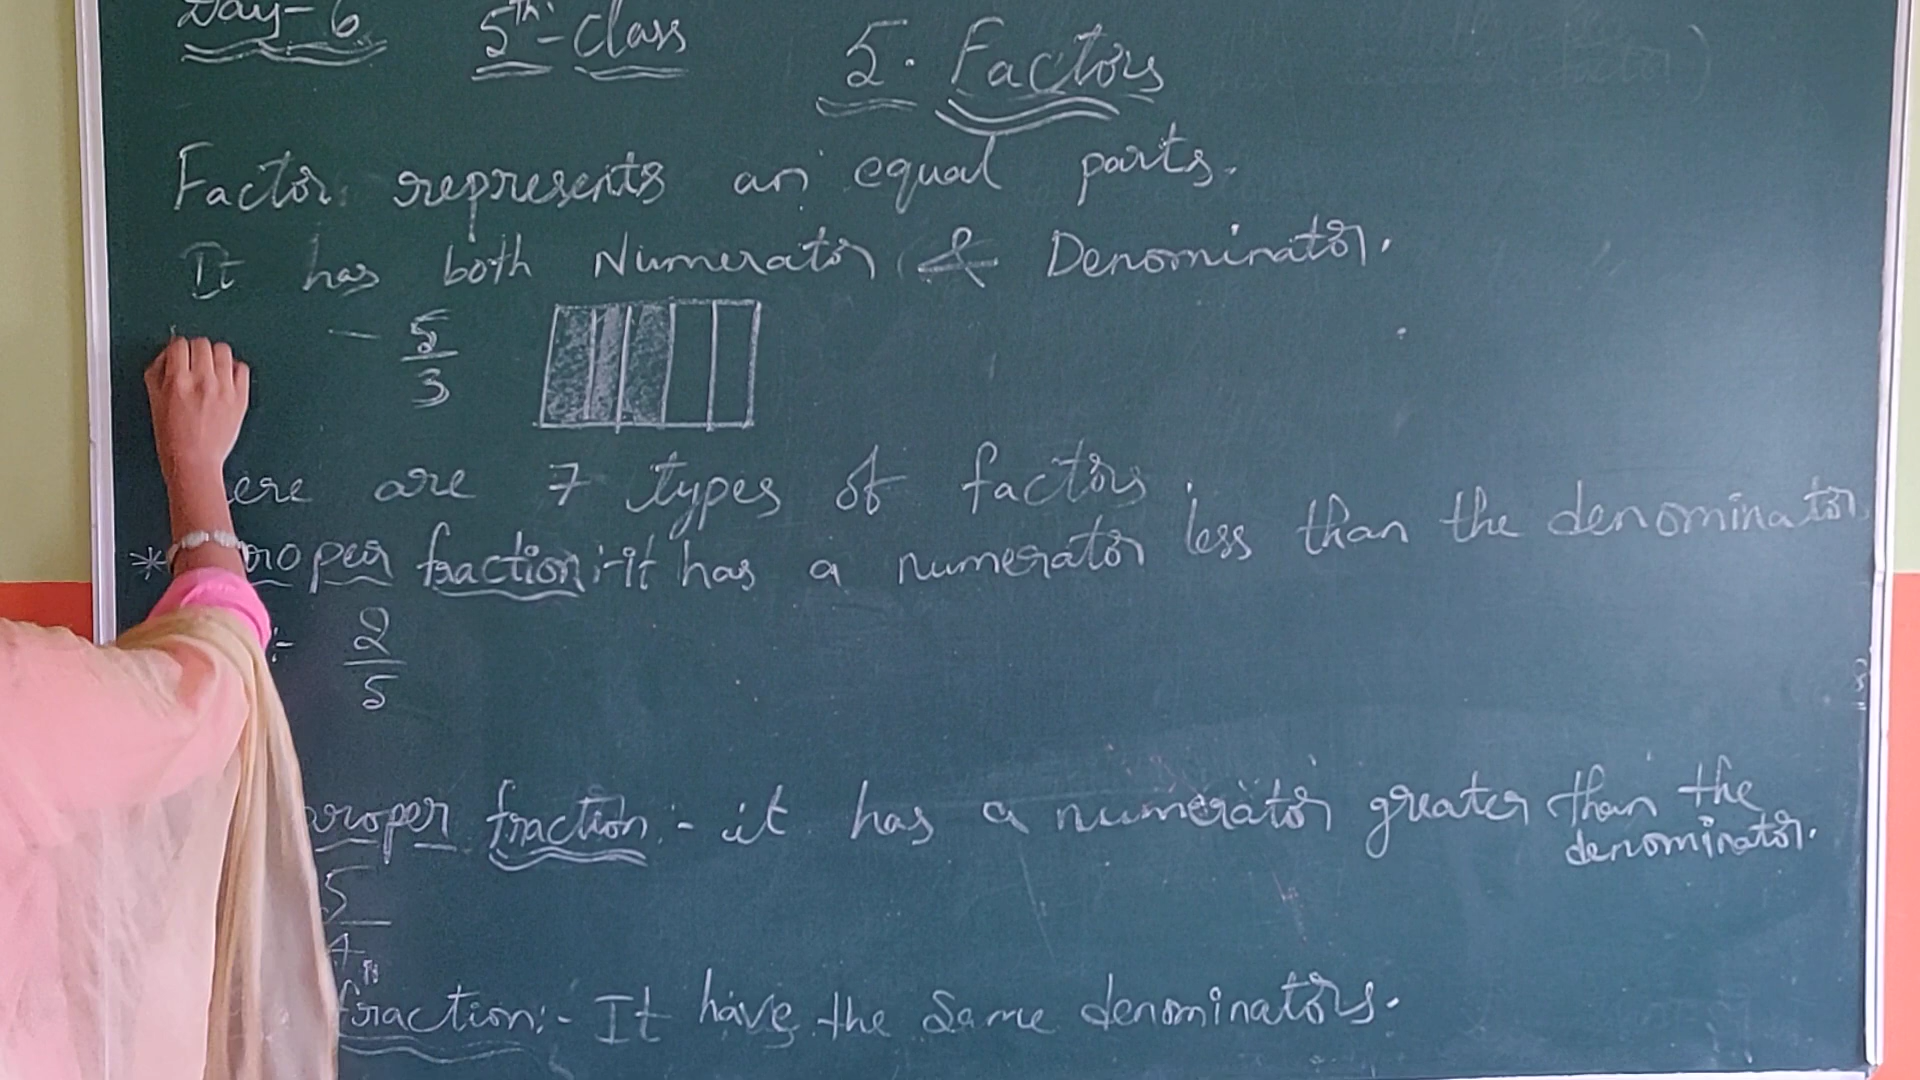 Day-6 5th-class 5. Factors
Factor represents an equal parts.
It has both Numerator & Denominator.
- 5/3
ere are 7 types of factors.
* roper fraction:-it has a numerator less than the denominator
:- 2/5
proper fraction:- it has a numerator greater than the denominator.
5/4
fraction:- It have the same denominators.